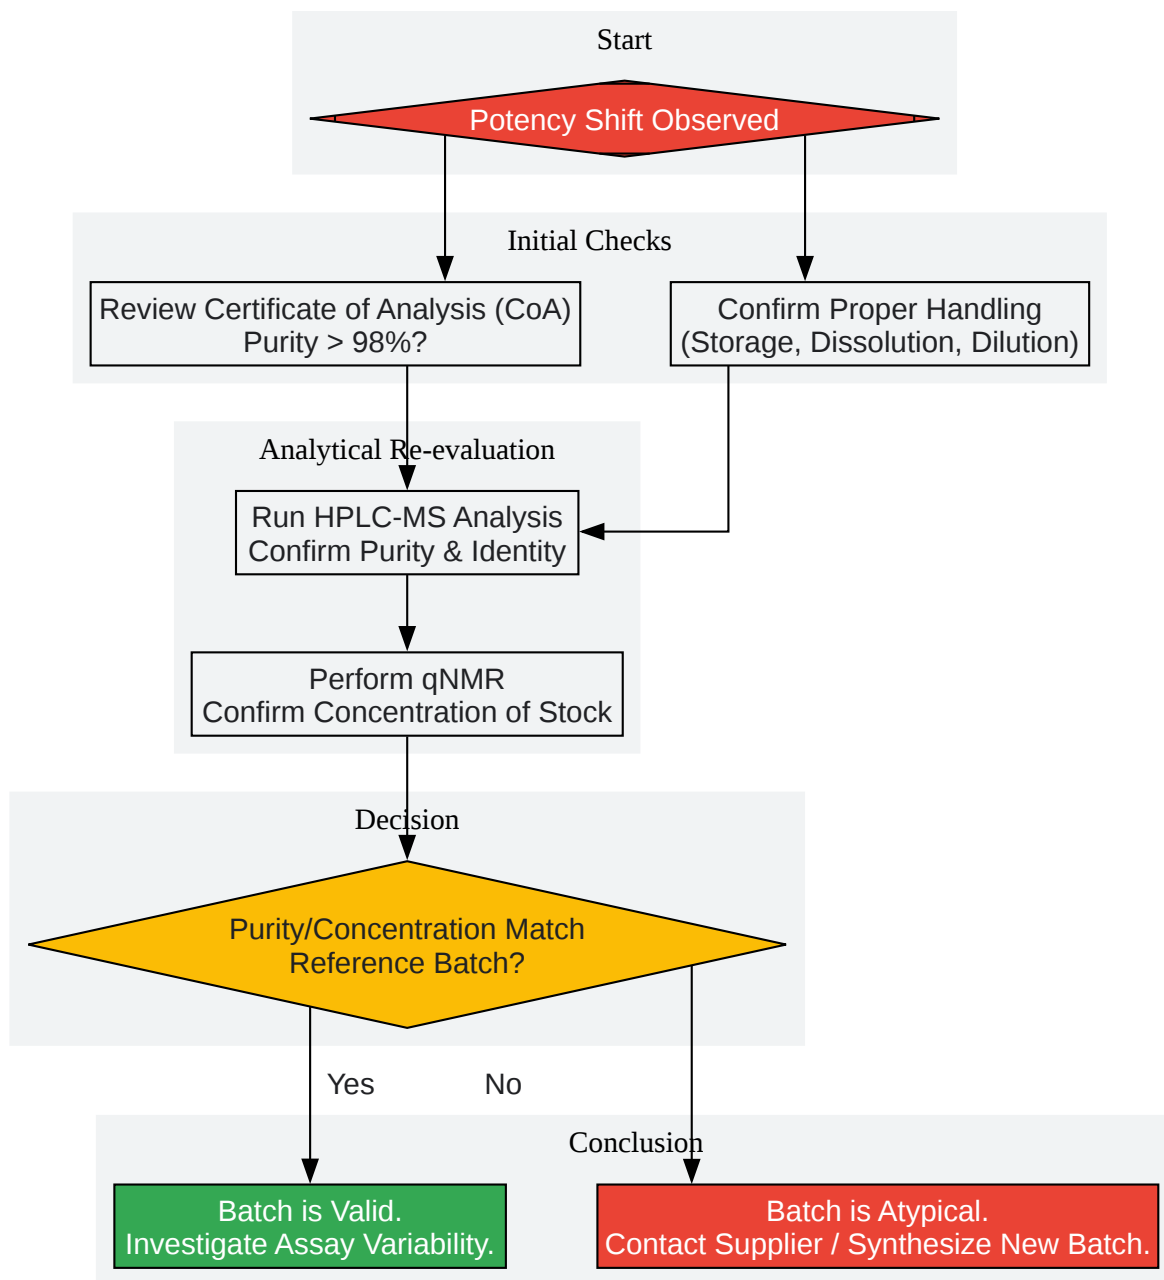 Start
Potency Shift Observed
Initial Checks
Review Certificate of Analysis (CoA)
Purity > 98%?
Confirm Proper Handling
(Storage, Dissolution, Dilution)
Analytical Re-evaluation
Run HPLC-MS Analysis
Confirm Purity & Identity
Perform qNMR
Confirm Concentration of Stock
Decision
Purity/Concentration Match
Reference Batch?
Yes
No
Conclusion
Batch is Valid.
Investigate Assay Variability.
Batch is Atypical.
Contact Supplier / Synthesize New Batch.